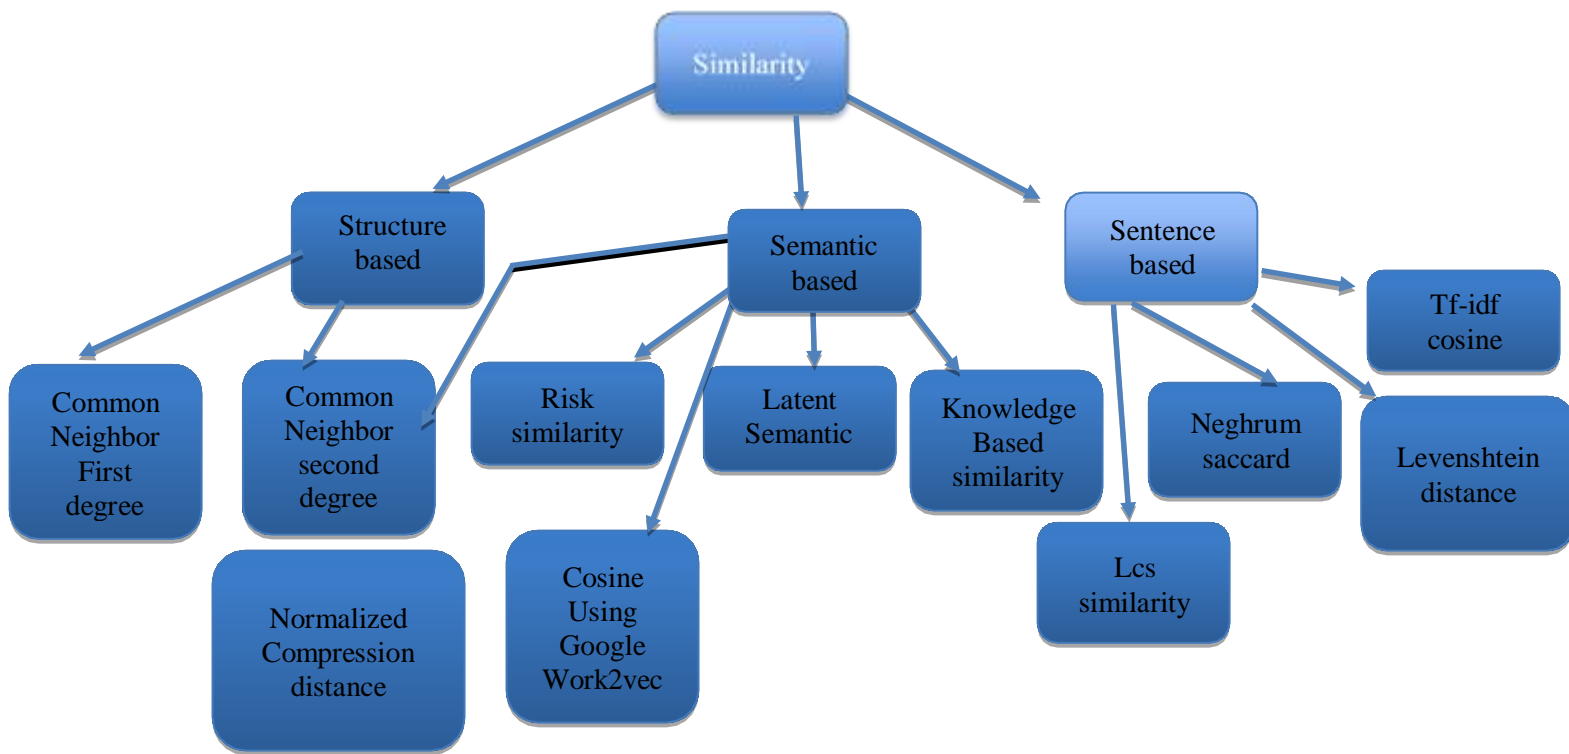 Similarity
Structure
based
Semantic
based
Sentence
based
Common
Neighbor
First
degree
Common
Neighbor
second
degree
Risk
similarity
Latent
Semantic
Knowledge
Based
similarity
Neghrum
saccard
Tf-idf
cosine
Levenshtein
distance
Normalized
Compression
distance
Cosine
Using
Google
Work2vec
Lcs
similarity